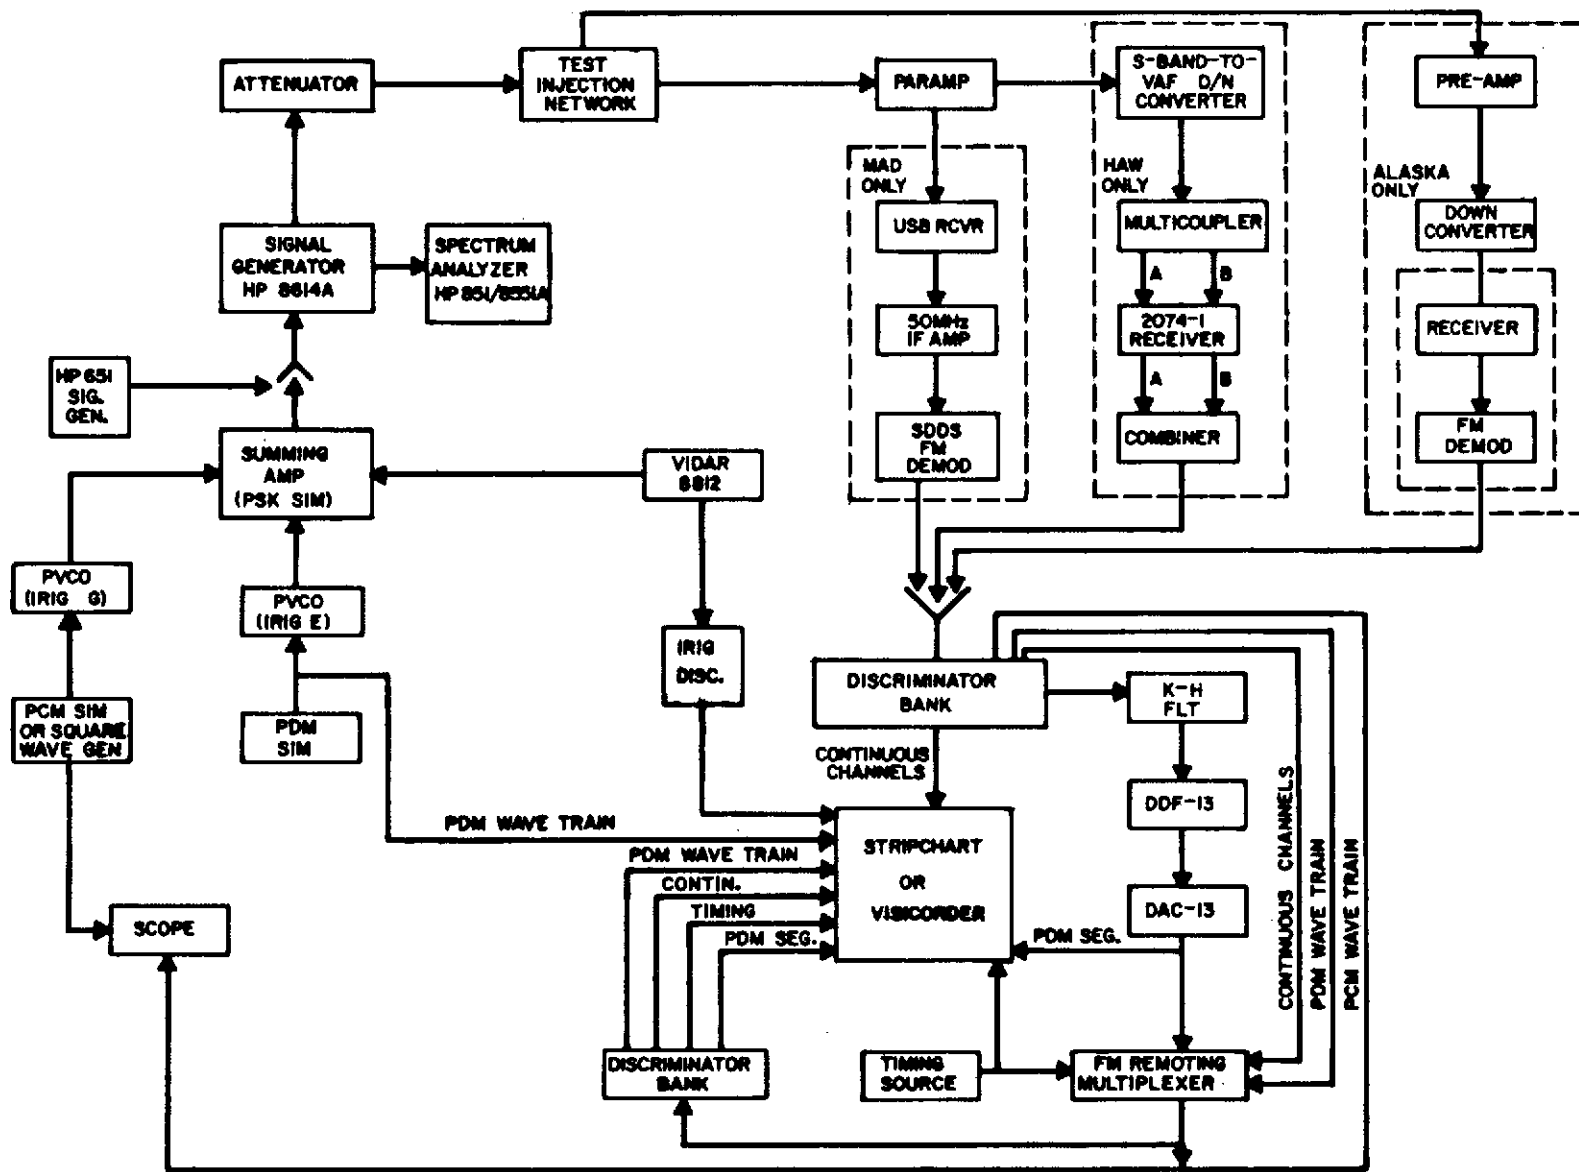 ATTENUATOR
TEST
INJECTION
NETWORK
PARAMP
S-BAND-TO-
VAF D/N
CONVERTER
PRE-AMP
MAD
ONLY
HAW
ONLY
ALASKA
ONLY
SIGNAL
GENERATOR
HP 8614A
SPECTRUM
ANALYZER
HP 851/8551A
USB RCVR
MULTICOUPLER
DOWN
CONVERTER
A
B
50MHz
IF AMP
2074-1
RECEIVER
RECEIVER
A
B
HP 651
SIG.
GEN.
SUMMING
AMP
(PSK SIM)
VIDAR
8812
SDDS
FM
DEMOD
COMBINER
FM
DEMOD
PVCO
(IRIG G)
PVCO
(IRIG E)
IRIG
DISC.
PCM SIM
OR SQUARE
WAVE GEN
PDM
SIM
DISCRIMINATOR
BANK
K-H
FLT
CONTINUOUS
CHANNELS
DDF-13
PDM WAVE TRAIN
PDM WAVE TRAIN
CONTIN.
TIMING
PDM SEG.
STRIPCHART
OR
VISICORDER
DAC-13
PDM SEG.
CONTINUOUS CHANNELS
PDM WAVE TRAIN
PCM WAVE TRAIN
SCOPE
DISCRIMINATOR
BANK
TIMING
SOURCE
FM REMOTING
MULTIPLEXER